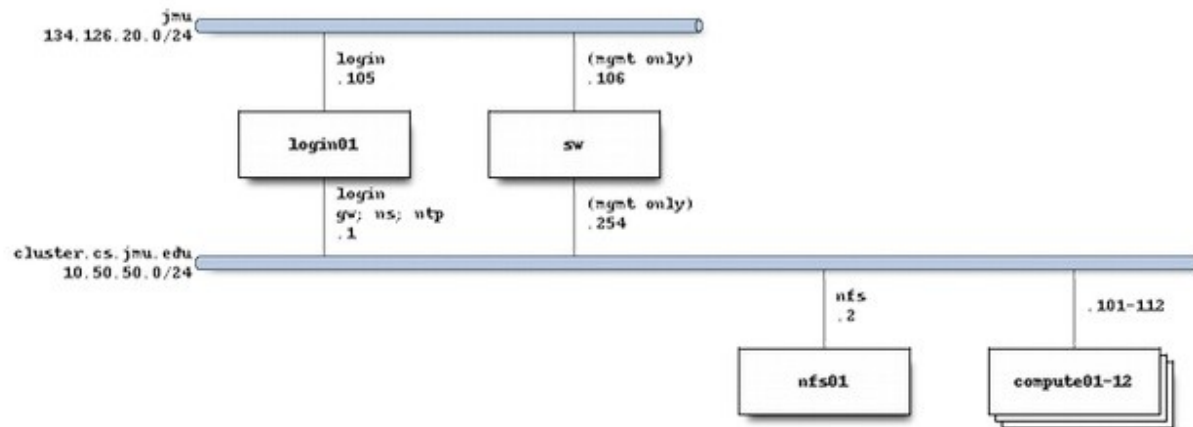 jmu
134.126.20.0/24
login
.105
(mgmt only)
.106
login01
sw
login
gw; ns; ntp
.1
(mgmt only)
.254
cluster.cs.jmu.edu
10.50.50.0/24
nfs
.2
.101-112
nfs01
compute01-12